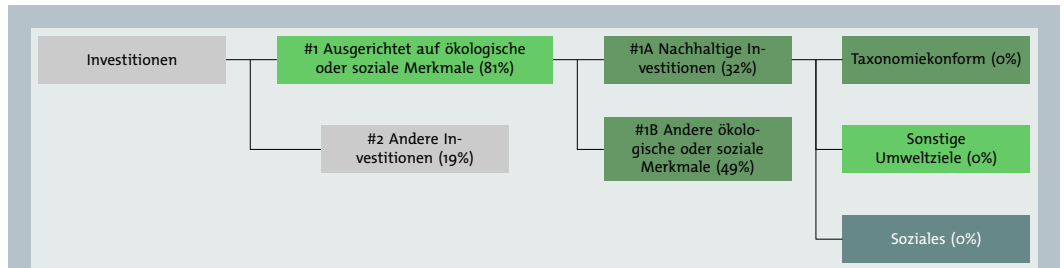 Investitionen
#1 Ausgerichtet auf ökologische
oder soziale Merkmale (81%)
#1A Nachhaltige In-
vestitionen (32%)
Taxonomiekonform (0%)
#2 Andere In-
vestitionen (19%)
#1B Andere ökolo-
gische oder soziale
Merkmale (49%)
Sonstige
Umweltziele (0%)
Soziales (0%)